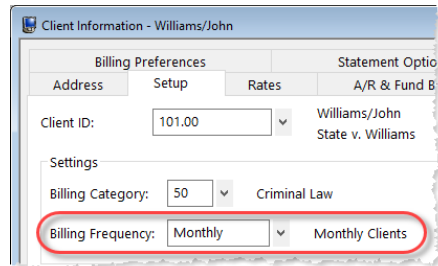 Client Information - Williams/John
Billing Preferences Statement Optio
Address Setup Rates A/R & Fund B
Client ID: 101.00 Williams/John
State v. Williams
Settings
Billing Category: 50 Criminal Law
Billing Frequency: Monthly Monthly Clients